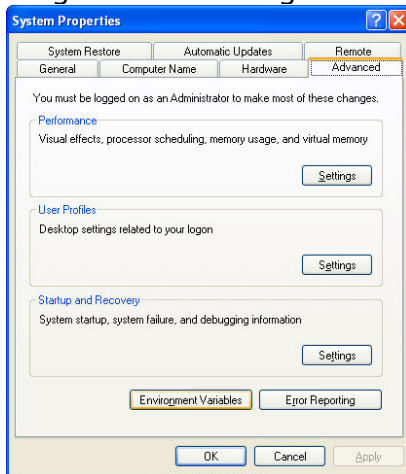 System Properties
System Restore Automatic Updates Remote
General Computer Name Hardware Advanced
You must be logged on as an Administrator to make most of these changes.
Performance
Visual effects, processor scheduling, memory usage, and virtual memory
Settings
User Profiles
Desktop settings related to your logon
Settings
Startup and Recovery
System startup, system failure, and debugging information
Settings
Environment Variables Error Reporting
OK Cancel Apply